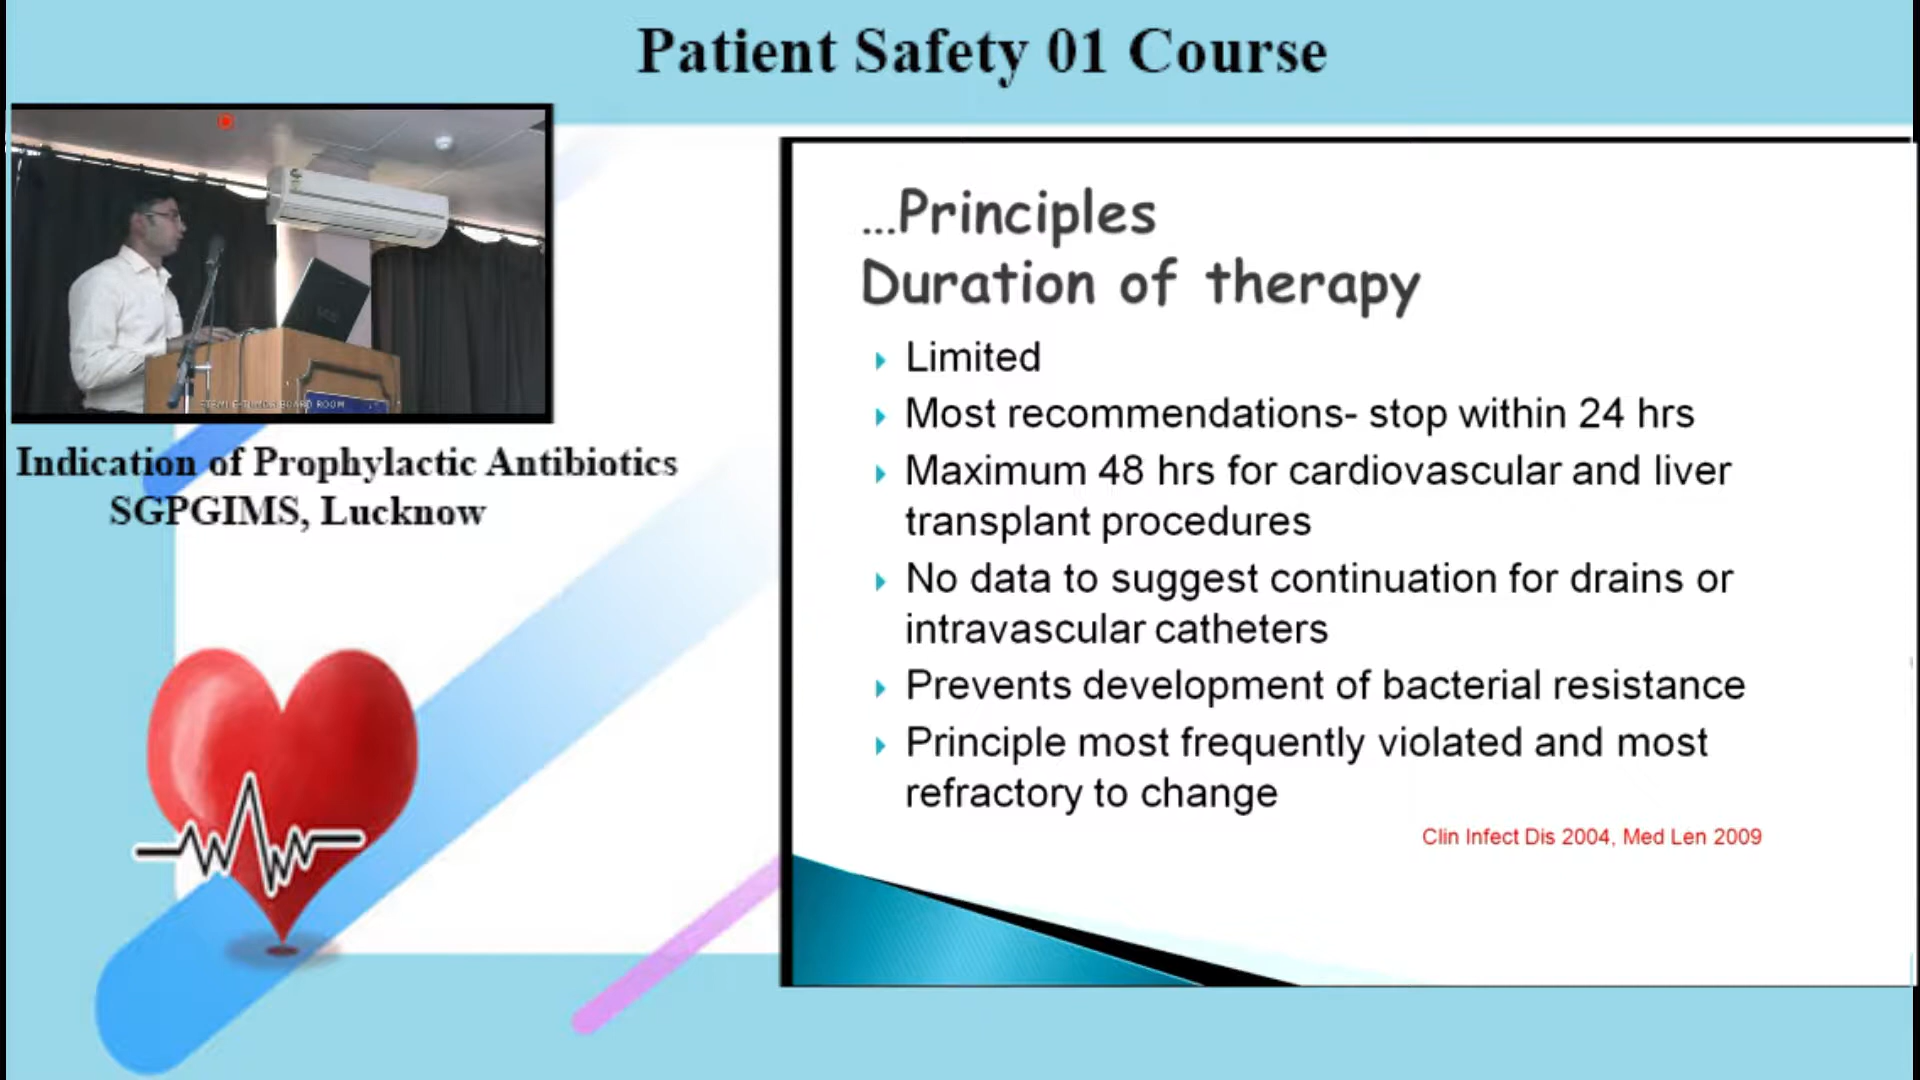 Patient Safety 01 Course
Indication of Prophylactic Antibiotics
SGPGIMS, Lucknow
...Principles
Duration of therapy
Limited
Most recommendations- stop within 24 hrs
Maximum 48 hrs for cardiovascular and liver
transplant procedures
No data to suggest continuation for drains or
intravascular catheters
Prevents development of bacterial resistance
Principle most frequently violated and most
refractory to change
Clin Infect Dis 2004, Med Len 2009
BOARD ROOM